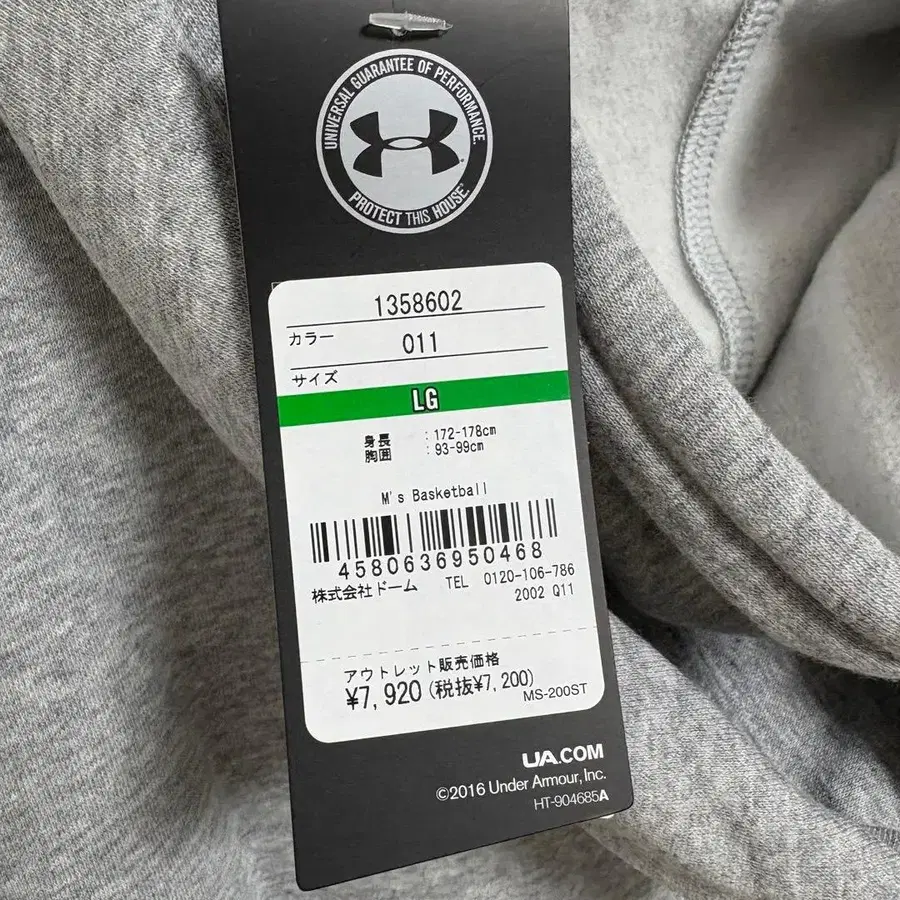 UNIVERSAL GUARANTEE OF PERFORMANCE.
PROTECT THIS HOUSE.
1358602
カラー 011
サイズ
LG
身長 : 172-178cm
胸囲 : 93-99cm
M's Basketball
4580636950468
株式会社ドーム TEL 0120-106-786
2002 Q11
アウトレット販売価格
¥7,920(税抜¥7,200)
MS-200ST
UA.COM
©2016 Under Armour, Inc.
HT-904685A